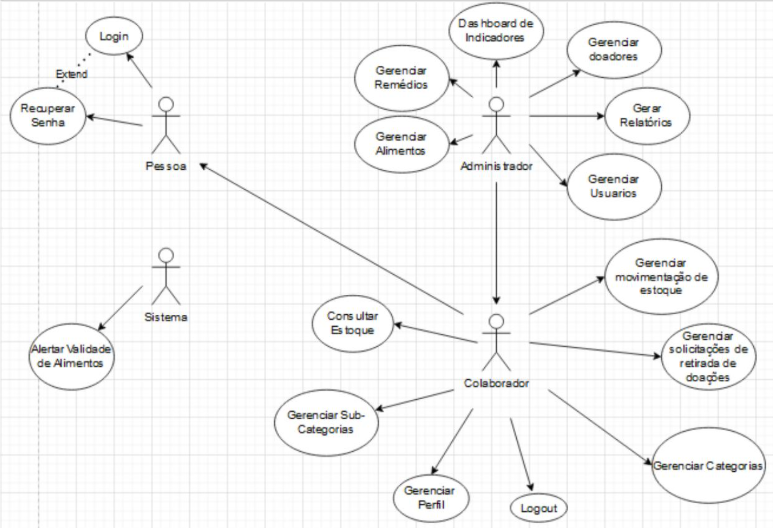 Login
Extend
Recuperar
Senha
Pessoa
Dashboard de
Indicadores
Gerenciar
doadores
Gerenciar
Remédios
Gerar
Relatórios
Gerenciar
Alimentos
Administrador
Gerenciar
Usuarios
Sistema
Alertar Validade
de Alimentos
Gerenciar
movimentação de
estoque
Consultar
Estoque
Gerenciar
solicitações de
retirada de
doações
Colaborador
Gerenciar Sub-
Categorias
Gerenciar Categorias
Gerenciar
Perfil
Logout